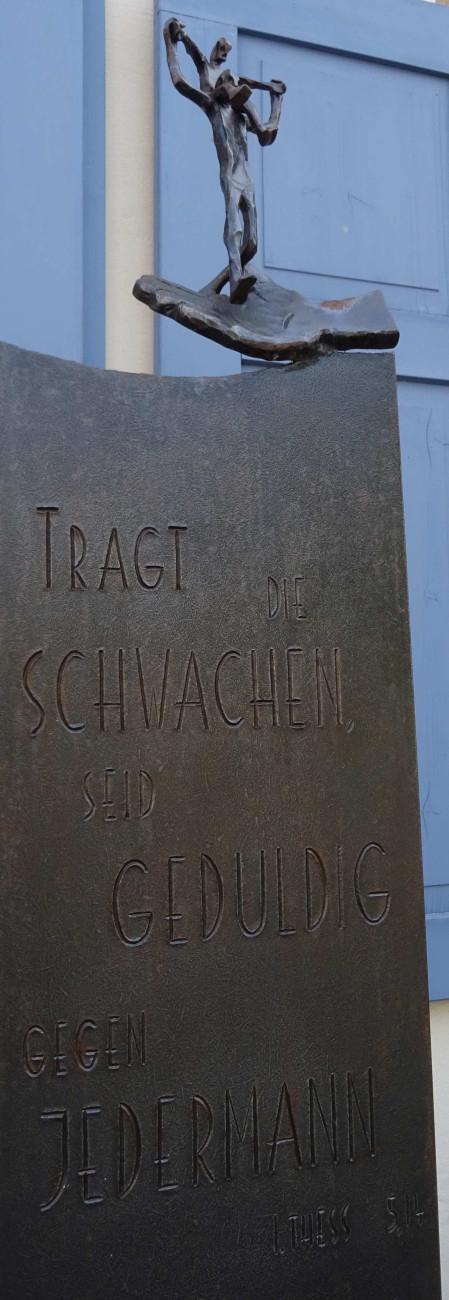 TRAGT
DIE
SCHWACHEN,
SEID
GEDULDIG
GEGEN
JEDERMANN
1. THESS 5,14